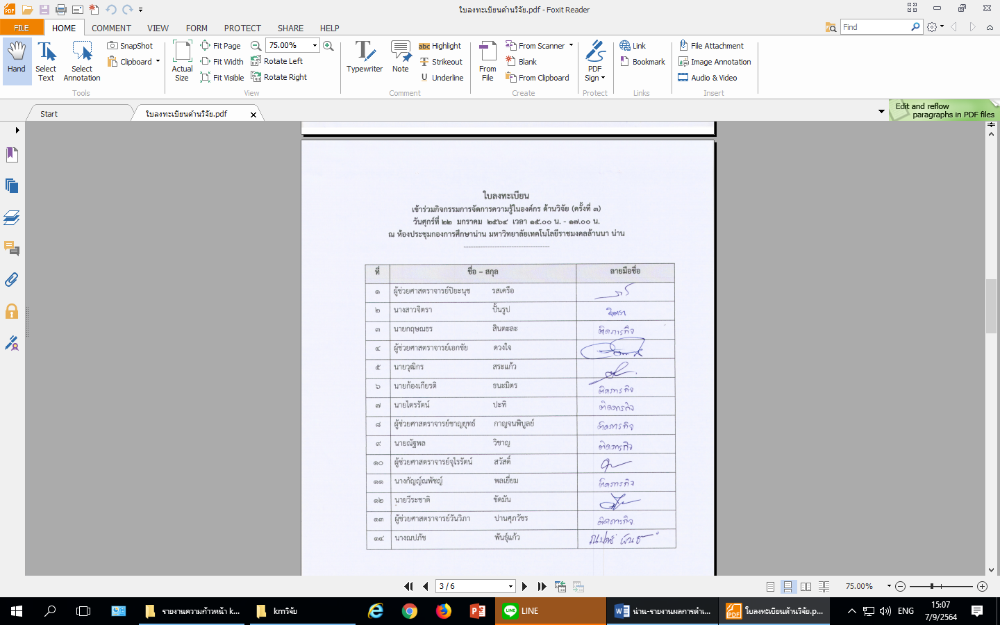 ใบลงทะเบียนด้านวิจัย.pdf - Foxit Reader
FILE HOME COMMENT VIEW FORM PROTECT SHARE HELP Find
Hand
Select Text
Select Annotation
SnapShot
Clipboard
Tools
Actual Size
Fit Page
Fit Width
Fit Visible
75.00%
Rotate Left
Rotate Right
View
Typewriter
Note
Highlight
Strikeout
Underline
Comment
From File
From Scanner
Blank
From Clipboard
Create
PDF Sign
Protect
Link
Bookmark
Links
File Attachment
Image Annotation
Audio & Video
Insert
Start ใบลงทะเบียนด้านวิจัย.pdf
Edit and reflow
paragraphs in PDF files
ใบลงทะเบียน
เข้าร่วมกิจกรรมการจัดการความรู้ในองค์กร ด้านวิจัย (ครั้งที่ ๓)
วันศุกร์ที่ ๒๒ มกราคม ๒๕๖๔ เวลา ๑๕.๐๐ น. - ๑๗.๐๐ น.
ณ ห้องประชุมกองการศึกษาน่าน มหาวิทยาลัยเทคโนโลยีราชมงคลล้านนา น่าน
ที่ ชื่อ – สกุล ลายมือชื่อ
๑ ผู้ช่วยศาสตราจารย์ปิยะนุช รสเครือ
๒ นางสาวจิตรา ปั้นรูป จิตรา
๓ นายกฤษณธร สินตะละ ติดภารกิจ
๔ ผู้ช่วยศาสตราจารย์เอกชัย ดวงใจ
๕ นายวุฒิกร สระแก้ว
๖ นายก้องเกียรติ ธนะมิตร ติดภารกิจ
๗ นายไตรรัตน์ ปะทิ ติดภารกิจ
๘ ผู้ช่วยศาสตราจารย์ชาญยุทธ์ กาญจนพิบูลย์ ติดภารกิจ
๙ นายณัฐพล วิชาญ ติดภารกิจ
๑๐ ผู้ช่วยศาสตราจารย์จุไรรัตน์ สวัสดิ์
๑๑ นางกัญญ์ณพัชญ์ พลเยี่ยม ติดภารกิจ
๑๒ นายวีระชาติ ขัดมัน
๑๓ ผู้ช่วยศาสตราจารย์วันวิภา ปานศุภวัชร ติดภารกิจ
๑๔ นางณปภัช พันธุ์แก้ว
3 / 6 75.00%
รายงานความก้าวหน้า k... kmวิจัย LINE น่าน-รายงานผลการดำเ... ใบลงทะเบียนด้านวิจัย.p... ENG 15:07
7/9/2564